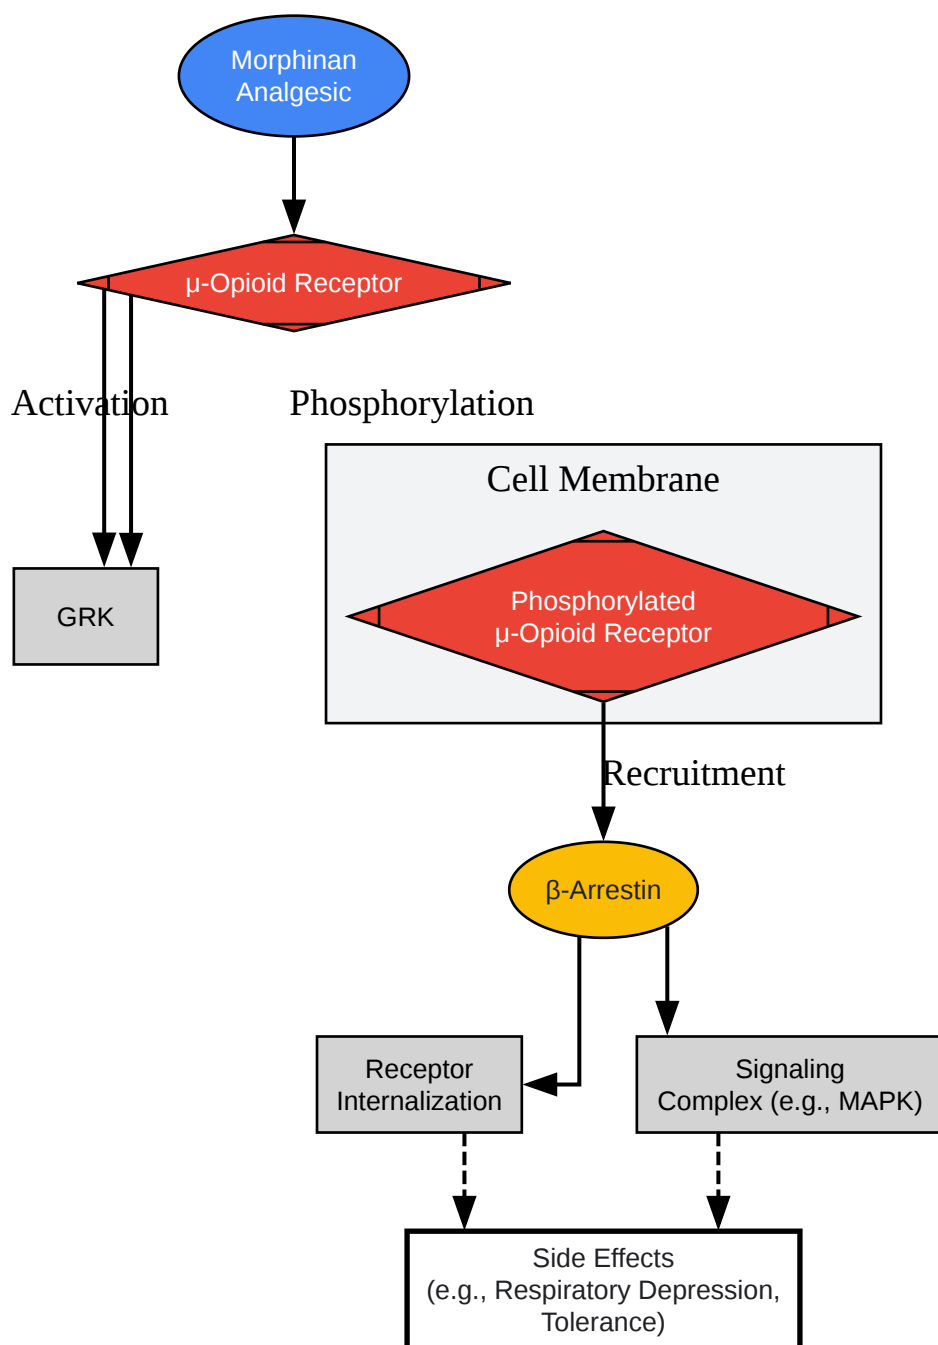 Morphinan
Analgesic
μ-Opioid Receptor
Activation
Phosphorylation
Cell Membrane
GRK
Phosphorylated
μ-Opioid Receptor
Recruitment
β-Arrestin
Receptor
Internalization
Signaling
Complex (e.g., MAPK)
Side Effects
(e.g., Respiratory Depression,
Tolerance)